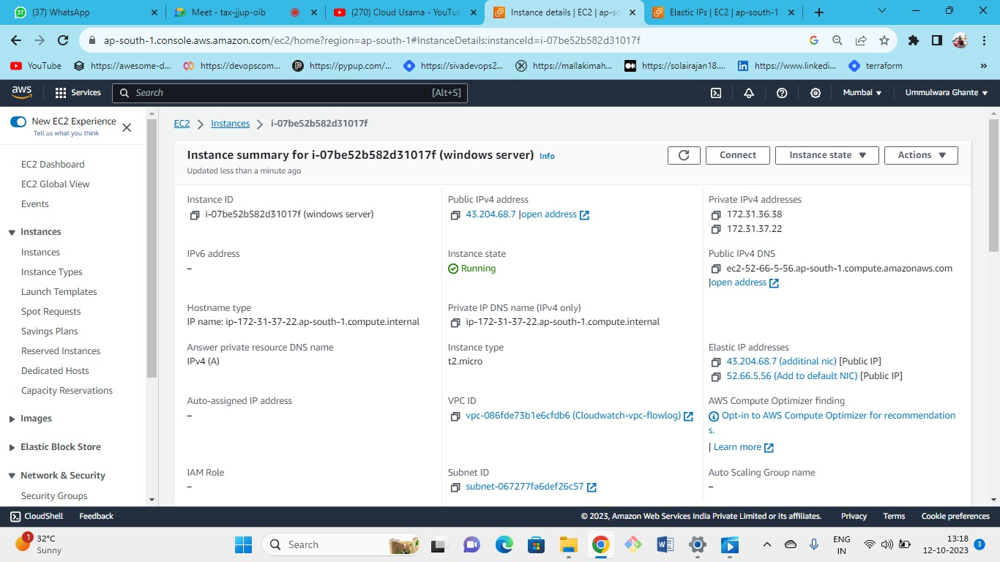 37
(37) WhatsApp
Meet - tax-jjup-oib
(270) Cloud Usama - YouTub
Instance details | EC2 | ap-so
Elastic IPs | EC2 | ap-south-1
ap-south-1.console.aws.amazon.com/ec2/home?region=ap-south-1#InstanceDetails:instanceId=i-07be52b582d31017f
YouTube
https://awesome-d...
https://devopscom...
https://pypup.com/...
https://sivadevops2...
https://mallakimah...
https://solairajan18....
https://www.linkedi...
terraform
aws
Services
Search
[Alt+S]
Mumbai
Ummulwara Ghante
New EC2 Experience
Tell us what you think
EC2 Dashboard
EC2 Global View
Events
Instances
Instances
Instance Types
Launch Templates
Spot Requests
Savings Plans
Reserved Instances
Dedicated Hosts
Capacity Reservations
Images
Elastic Block Store
Network & Security
Security Groups
EC2
Instances
i-07be52b582d31017f
Instance summary for i-07be52b582d31017f (windows server) Info
Updated less than a minute ago
Connect
Instance state
Actions
Instance ID
i-07be52b582d31017f (windows server)
Public IPv4 address
43.204.68.7 |open address
Private IPv4 addresses
172.31.36.38
172.31.37.22
IPv6 address
–
Instance state
Running
Public IPv4 DNS
ec2-52-66-5-56.ap-south-1.compute.amazonaws.com
|open address
Hostname type
IP name: ip-172-31-37-22.ap-south-1.compute.internal
Private IP DNS name (IPv4 only)
ip-172-31-37-22.ap-south-1.compute.internal
Answer private resource DNS name
IPv4 (A)
Instance type
t2.micro
Elastic IP addresses
43.204.68.7 (additinal nic) [Public IP]
52.66.5.56 (Add to default NIC) [Public IP]
Auto-assigned IP address
–
VPC ID
vpc-086fde73b1e6cfdb6 (Cloudwatch-vpc-flowlog)
AWS Compute Optimizer finding
Opt-in to AWS Compute Optimizer for recommendation
s.
| Learn more
IAM Role
–
Subnet ID
subnet-067277fa6def26c57
Auto Scaling Group name
–
CloudShell
Feedback
© 2023, Amazon Web Services India Private Limited or its affiliates.
Privacy
Terms
Cookie preferences
1
32°C
Sunny
Search
ENG
IN
13:18
12-10-2023
3